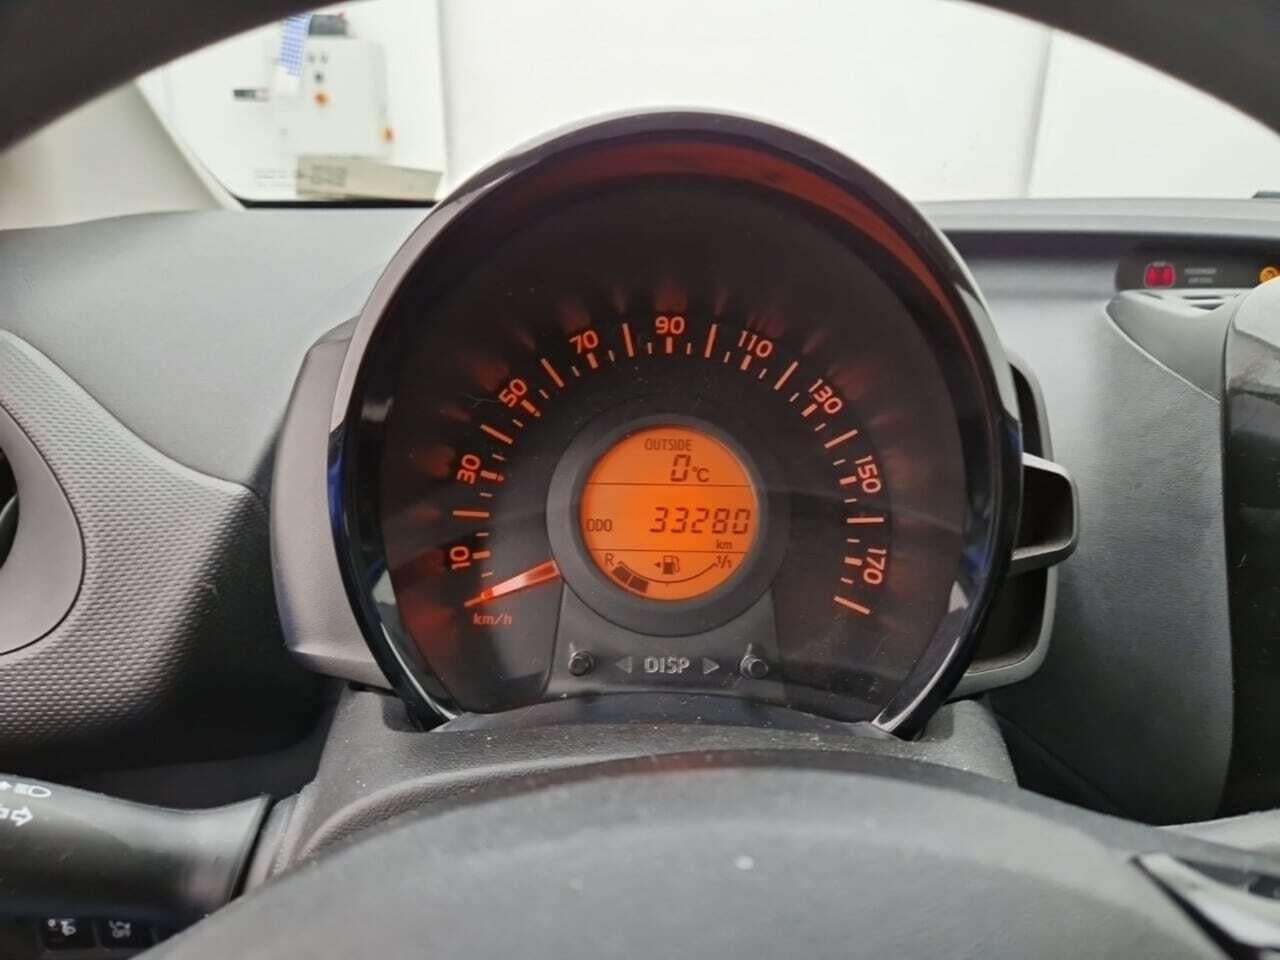 OUTSIDE
0°C
ODO 33280
km
R 1/1
10
30
50
70
90
110
130
150
170
km/h
DISP